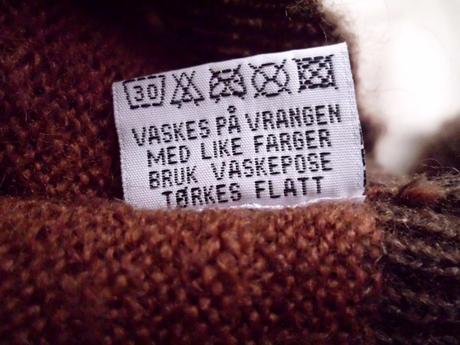 30
VASKES PÅ VRANGEN
MED LIKE FARGER
BRUK VASKEPOSE
TØRKES FLATT